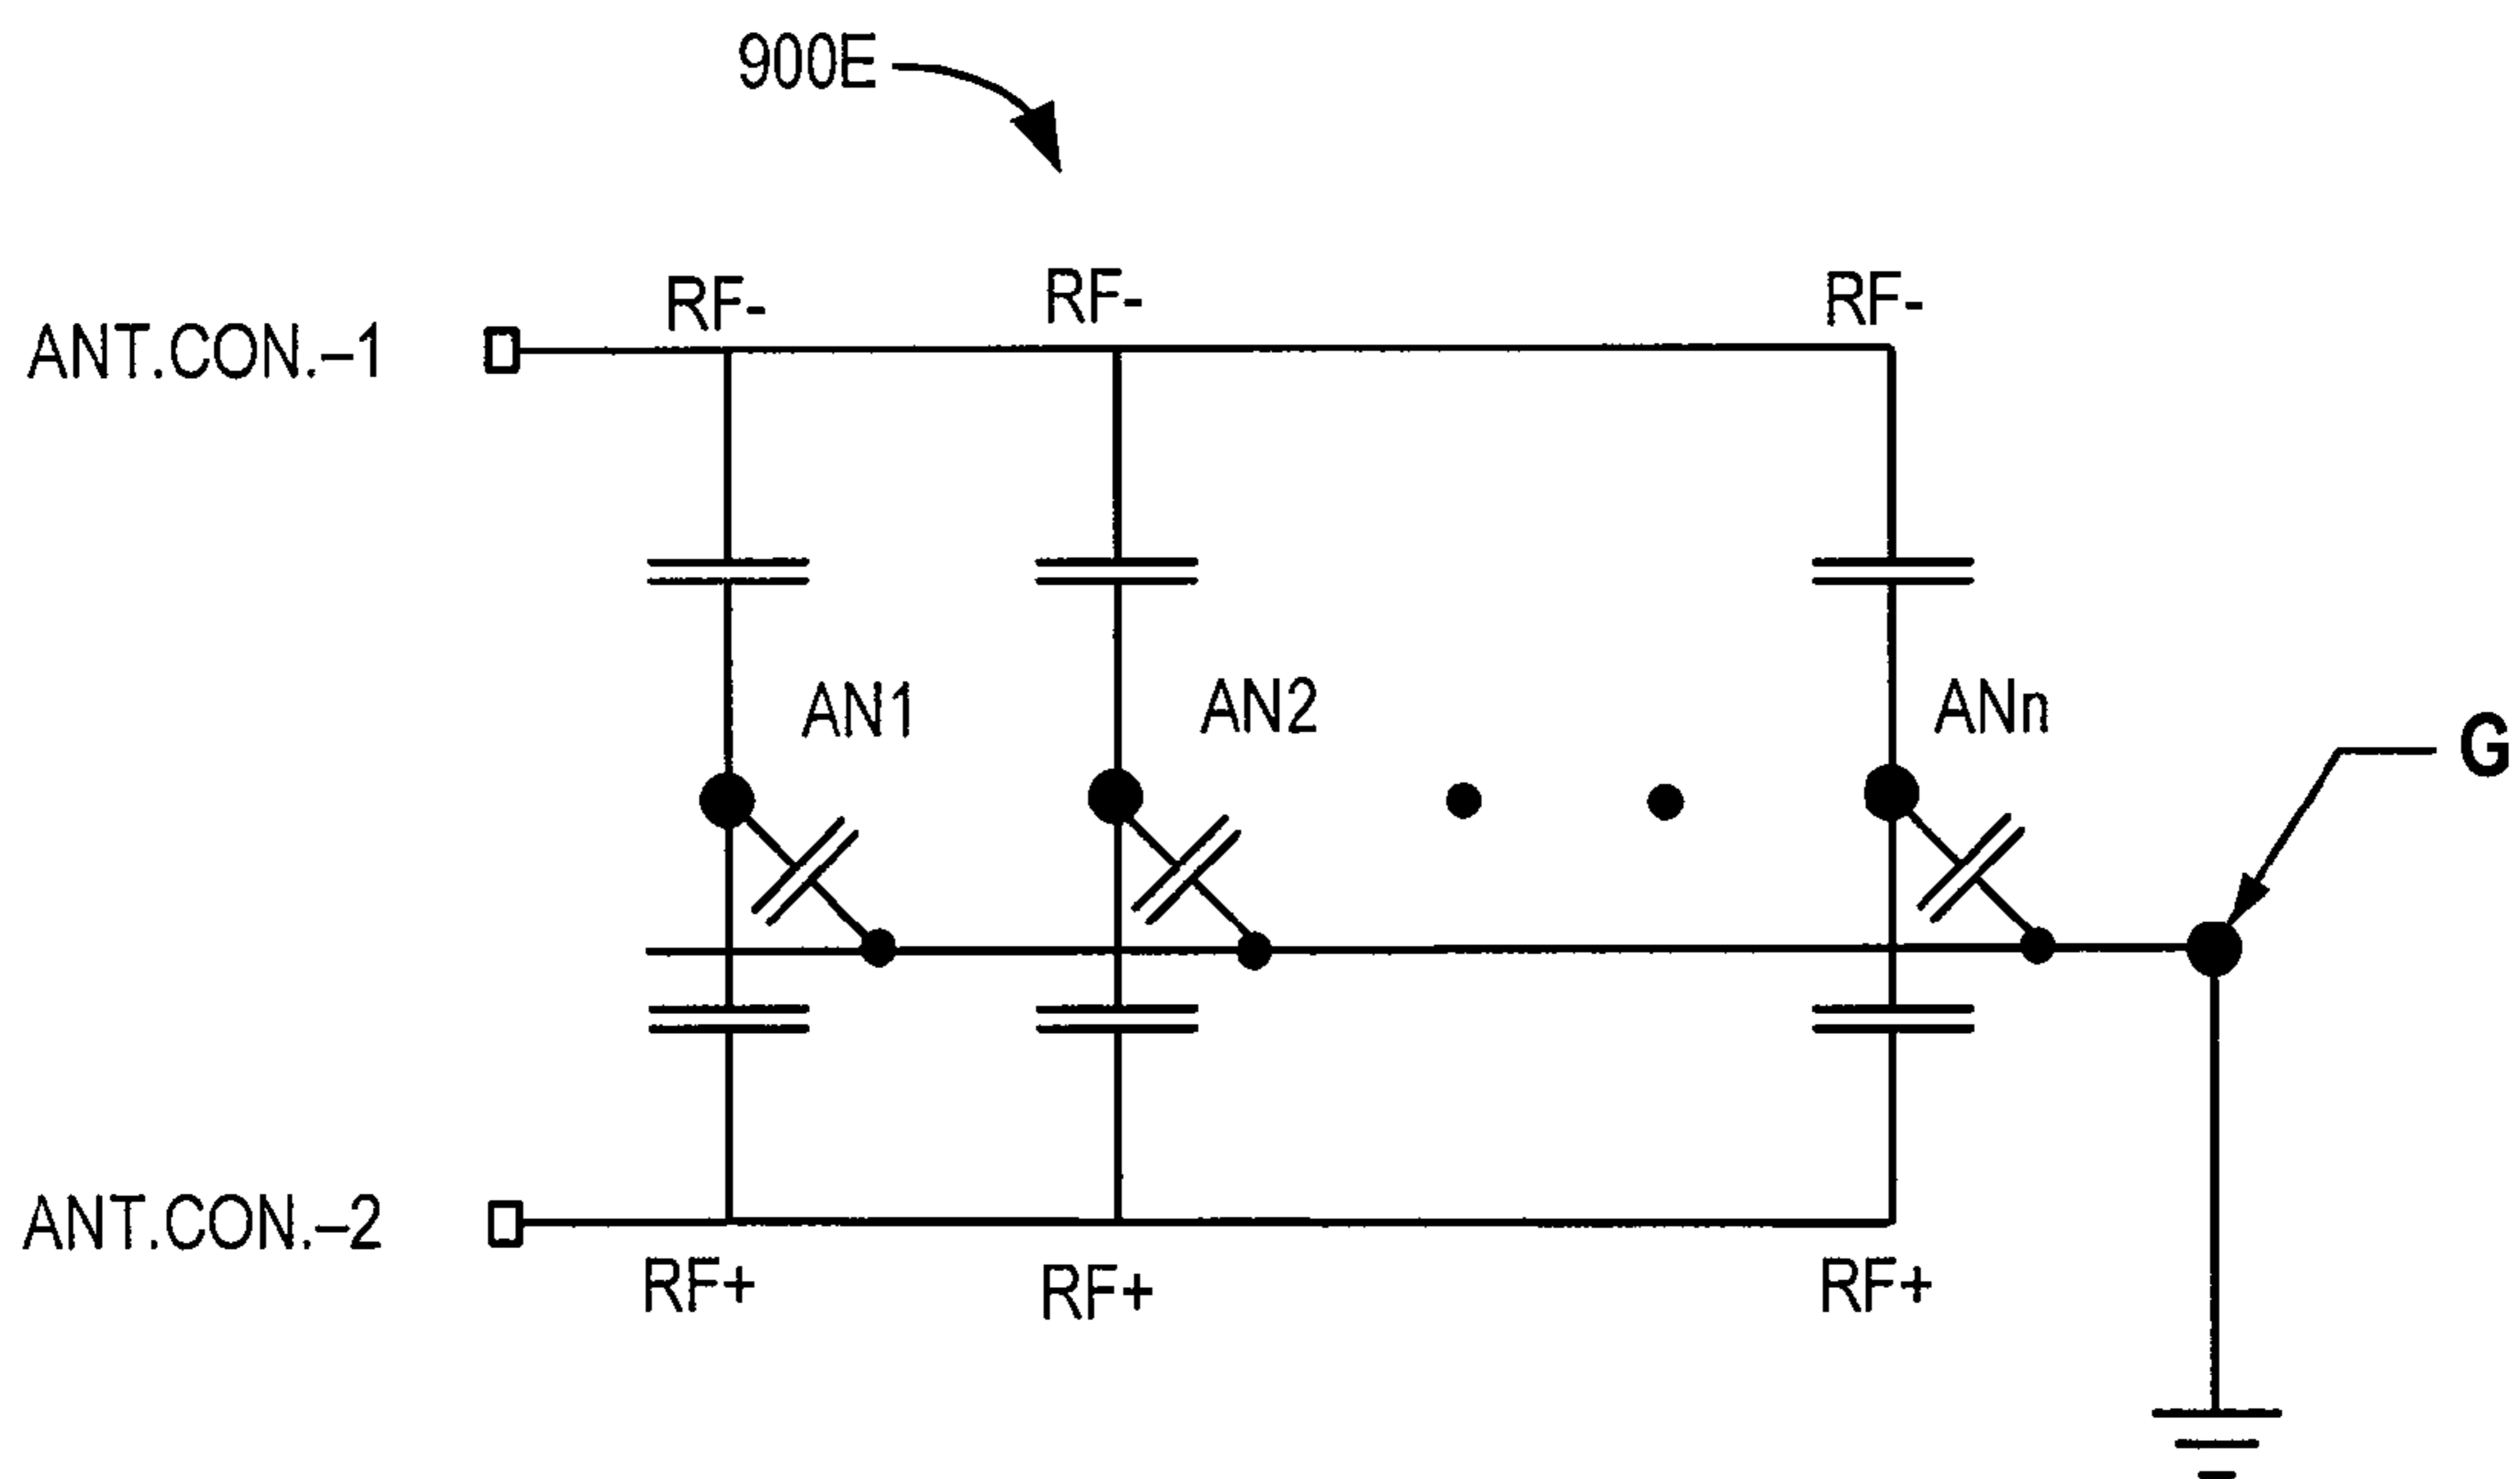 900E
RF- RF- RF-
ANT.CON.-1
AN1 AN2 ANn
G
ANT.CON.-2
RF+ RF+ RF+